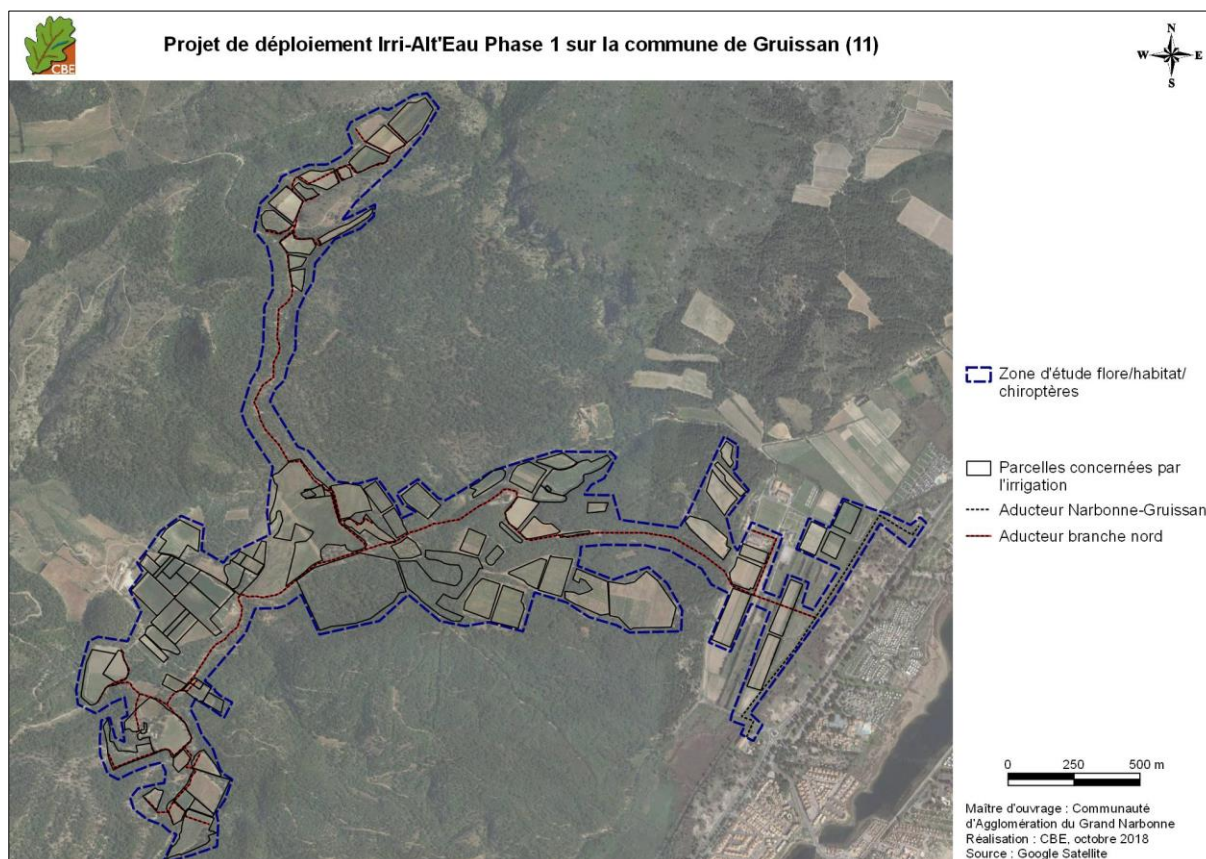 CBE
Projet de déploiement Irri-Alt'Eau Phase 1 sur la commune de Gruissan (11)
N
W E
S
Zone d'étude flore/habitat/
chiroptères
Parcelles concernées par
l'irrigation
Aducteur Narbonne-Gruissan
Aducteur branche nord
0 250 500 m
Maître d'ouvrage : Communauté
d'Agglomération du Grand Narbonne
Réalisation : CBE, octobre 2018
Source : Google Satellite